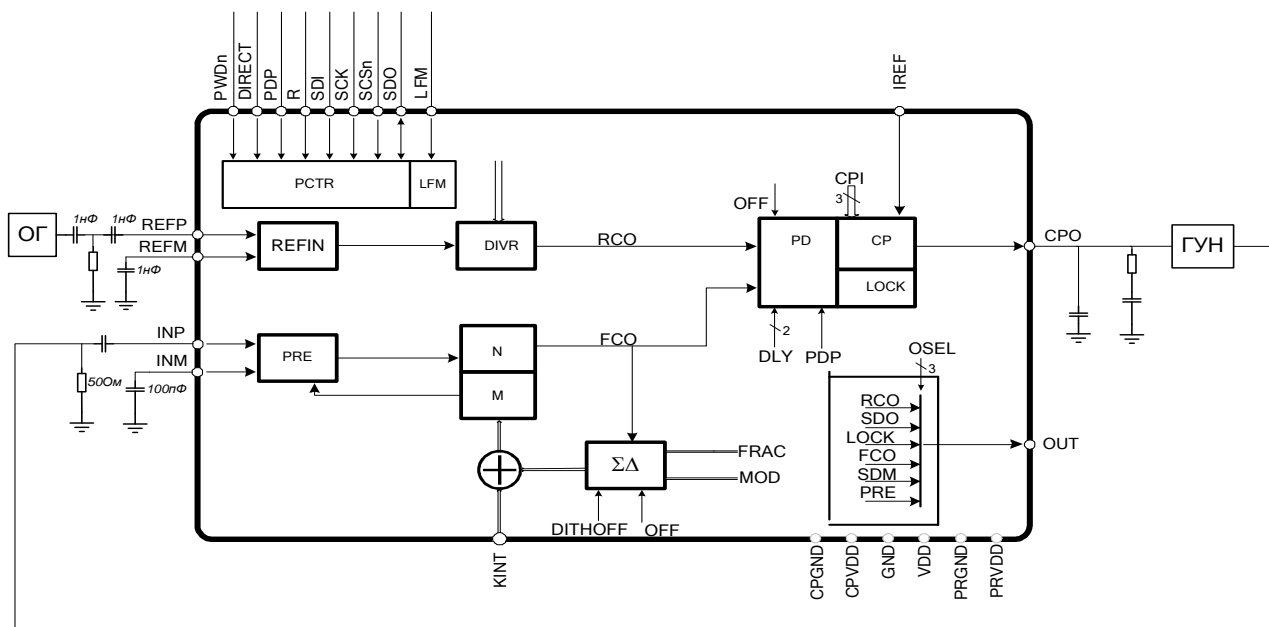 PWDn
DIRECT
PDP
R
SDI
SCK
SCSn
SDO
LFM
IREF
PCTR
LFM
CPI
3
OFF
1нФ
1нФ
REFP
ОГ
REFIN
DIVR
RCO
PD
CP
CPO
ГУН
REFM
1нФ
LOCK
INP
PRE
N
FCO
2
DLY
PDP
OSEL
INM
50Ом
100пФ
M
3
RCO
SDO
LOCK
OUT
FCO
SDM
PRE
ΣΔ
FRAC
MOD
DITHOFF
OFF
KINT
CPGND
CPVDD
GND
VDD
PRGND
PRVDD